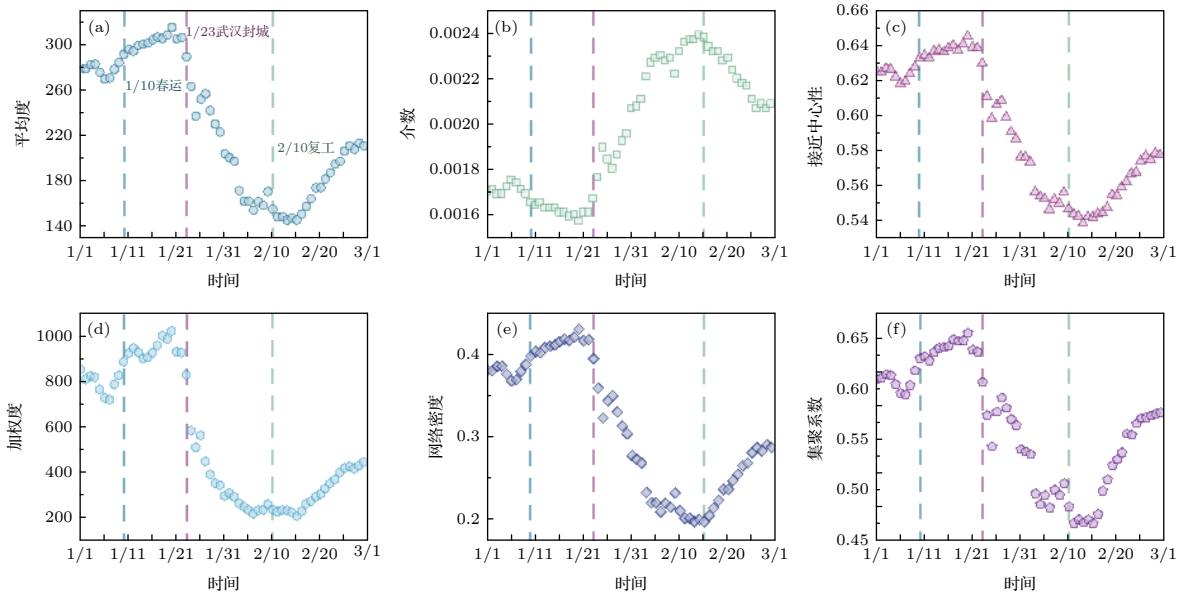 (a)
1/23武汉封城
1/10春运
2/10复工
平均度
300
260
220
180
140
1/1 1/11 1/21 1/31 2/10 2/20 3/1
时间
(b)
介数
0.0024
0.0022
0.0020
0.0018
0.0016
1/1 1/11 1/21 1/31 2/10 2/20 3/1
时间
(c)
接近中心性
0.66
0.64
0.62
0.60
0.58
0.56
0.54
1/1 1/11 1/21 1/31 2/10 2/20 3/1
时间
(d)
加权度
1000
800
600
400
200
1/1 1/11 1/21 1/31 2/10 2/20 3/1
时间
(e)
网络密度
0.4
0.3
0.2
1/1 1/11 1/21 1/31 2/10 2/20 3/1
时间
(f)
集聚系数
0.65
0.60
0.55
0.50
0.45
1/1 1/11 1/21 1/31 2/10 2/20 3/1
时间